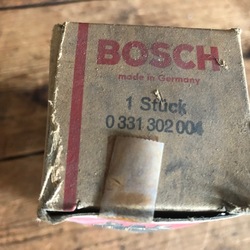 BOSCH
made in Germany
1 Stück
0 331 302 004